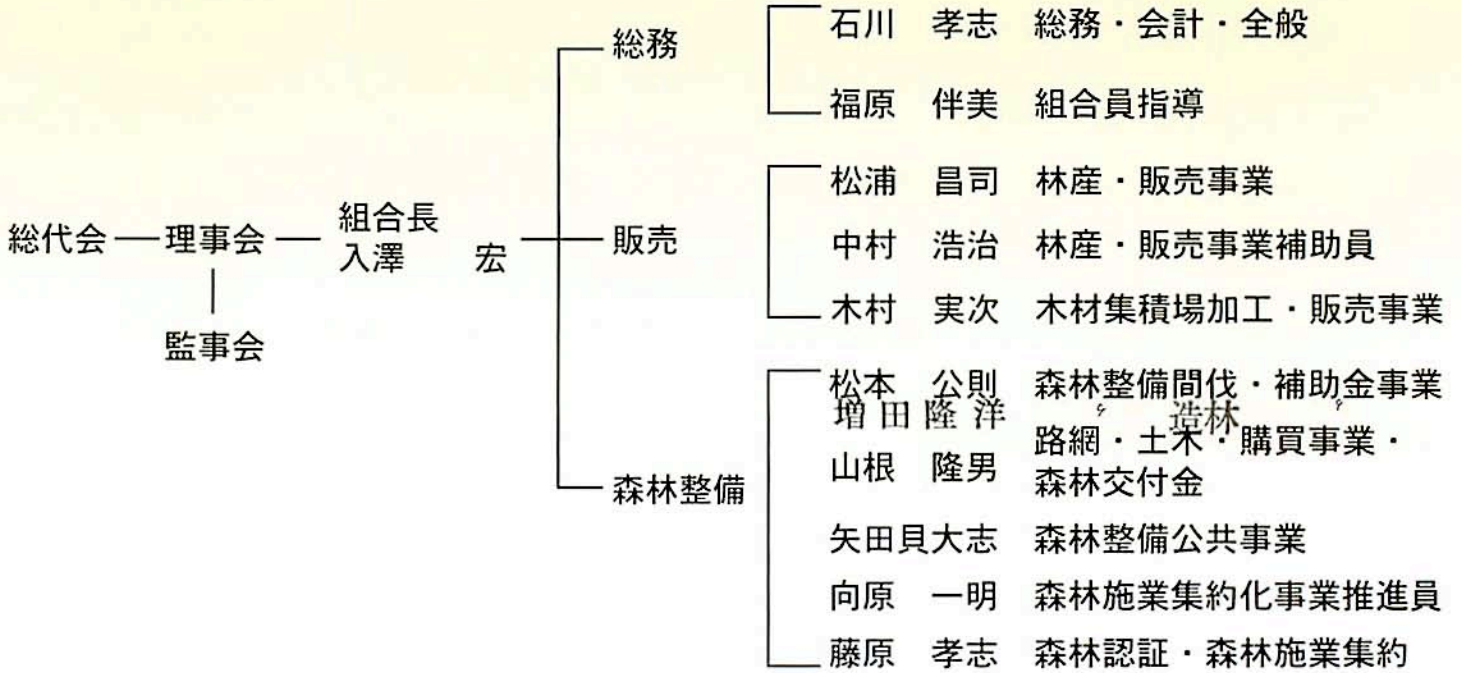 総代会
理事会
監事会
組合長
入澤 宏
総務
石川 孝志 総務・会計・全般
福原 伴美 組合員指導
販売
松浦 昌司 林産・販売事業
中村 浩治 林産・販売事業補助員
木村 実次 木材集積場加工・販売事業
森林整備
松本 公則 森林整備間伐・補助金事業
増田隆洋 〃 造林 〃
山根 隆男 路網・土木・購買事業・
森林交付金
矢田貝大志 森林整備公共事業
向原 一明 森林施業集約化事業推進員
藤原 孝志 森林認証・森林施業集約